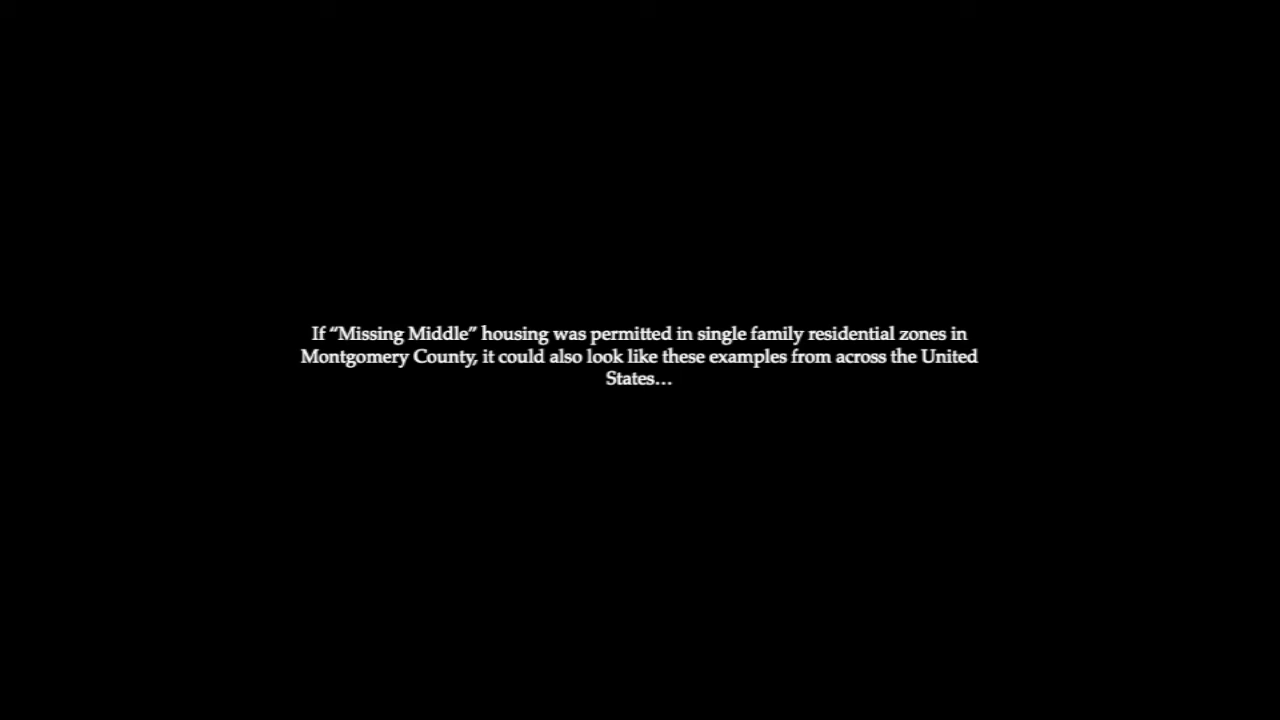 If “Missing Middle” housing was permitted in single family residential zones in
Montgomery County, it could also look like these examples from across the United
States…